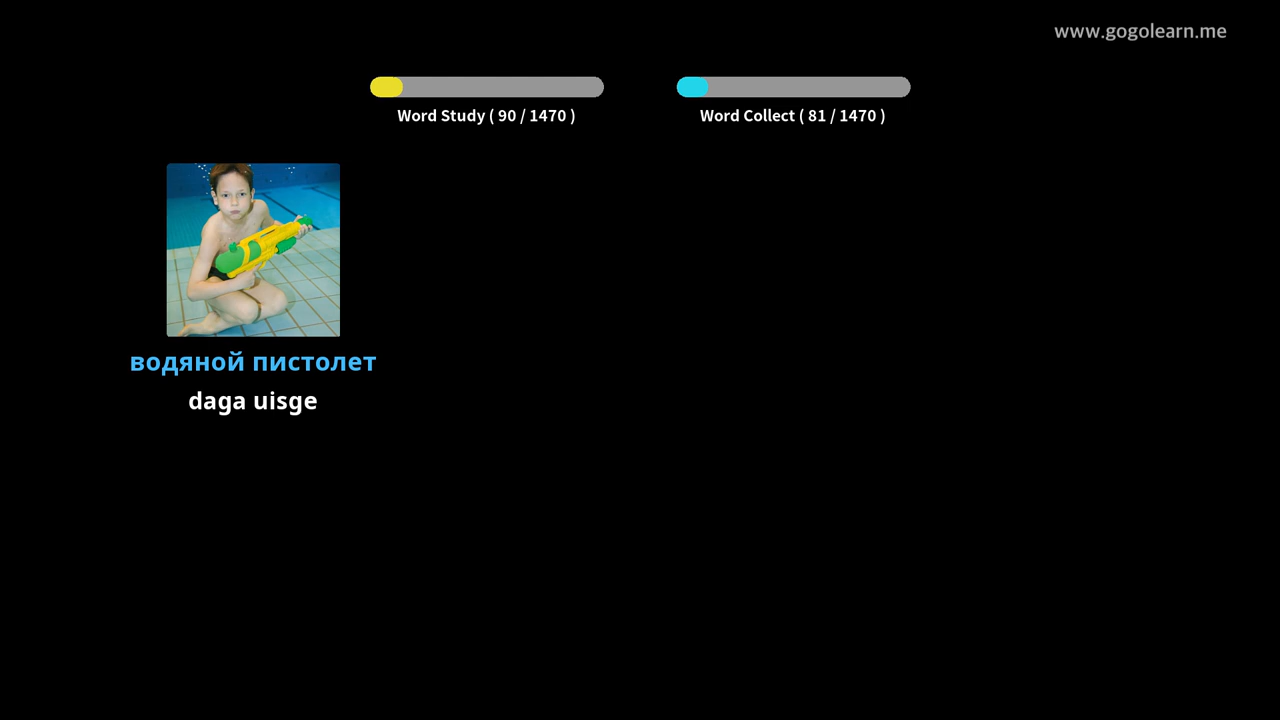 www.gogolearn.me
Word Study ( 90 / 1470 )
Word Collect ( 81 / 1470 )
водяной пистолет
daga uisge